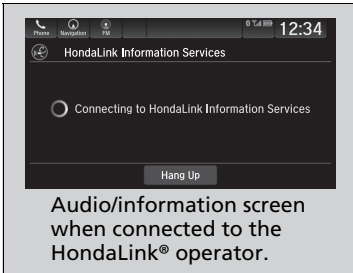 Phone Navigation FM 12:34
HondaLink Information Services
Connecting to HondaLink Information Services
Hang Up
Audio/information screen
when connected to the
HondaLink® operator.